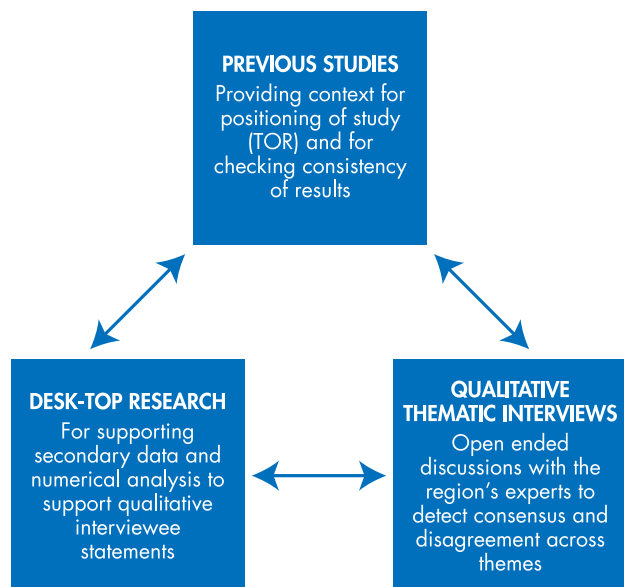 PREVIOUS STUDIES
Providing context for
positioning of study
(TOR) and for
checking consistency
of results
DESK-TOP RESEARCH
For supporting
secondary data and
numerical analysis to
support qualitative
interviewee
statements
QUALITATIVE
THEMATIC INTERVIEWS
Open ended
discussions with the
region's experts to
detect consensus and
disagreement across
themes